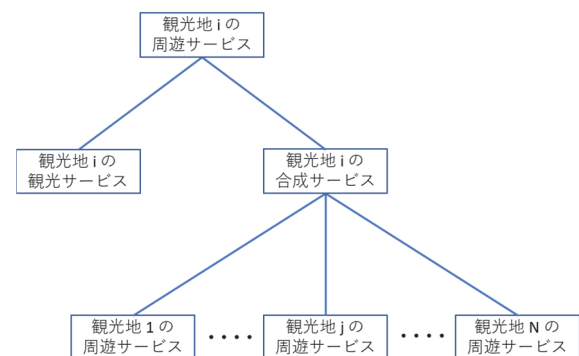 観光地 i の
周遊サービス
観光地 i の
観光サービス
観光地 i の
合成サービス
観光地 1 の
周遊サービス
････
観光地 j の
周遊サービス
････
観光地 N の
周遊サービス